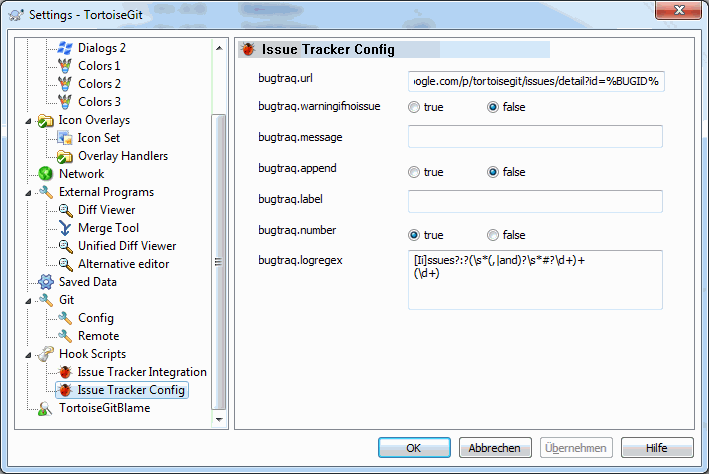 Settings - TortoiseGit
Dialogs 2
Colors 1
Colors 2
Colors 3
Icon Overlays
Icon Set
Overlay Handlers
Network
External Programs
Diff Viewer
Merge Tool
Unified Diff Viewer
Alternative editor
Saved Data
Git
Config
Remote
Hook Scripts
Issue Tracker Integration
Issue Tracker Config
TortoiseGitBlame
Issue Tracker Config
bugtraq.url ogle.com/p/tortoisegit/issues/detail?id=%BUGID%
bugtraq.warningifnoissue true false
bugtraq.message
bugtraq.append true false
bugtraq.label
bugtraq.number true false
bugtraq.logregex [Ii]ssues?:?(\s*(,|and)?\s*#?\d+)+
(\d+)
OK Abbrechen Übernehmen Hilfe